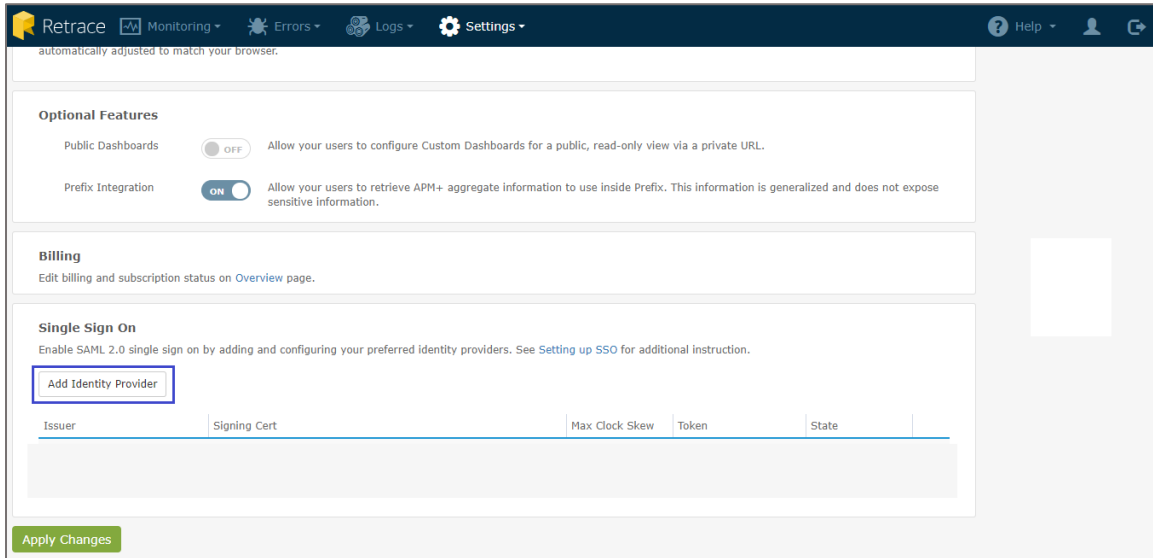 Retrace Monitoring Errors Logs Settings Help
automatically adjusted to match your browser.
Optional Features
Public Dashboards OFF Allow your users to configure Custom Dashboards for a public, read-only view via a private URL.
Prefix Integration ON Allow your users to retrieve APM+ aggregate information to use inside Prefix. This information is generalized and does not expose
sensitive information.
Billing
Edit billing and subscription status on Overview page.
Single Sign On
Enable SAML 2.0 single sign on by adding and configuring your preferred identity providers. See Setting up SSO for additional instruction.
Add Identity Provider
Issuer Signing Cert Max Clock Skew Token State
Apply Changes